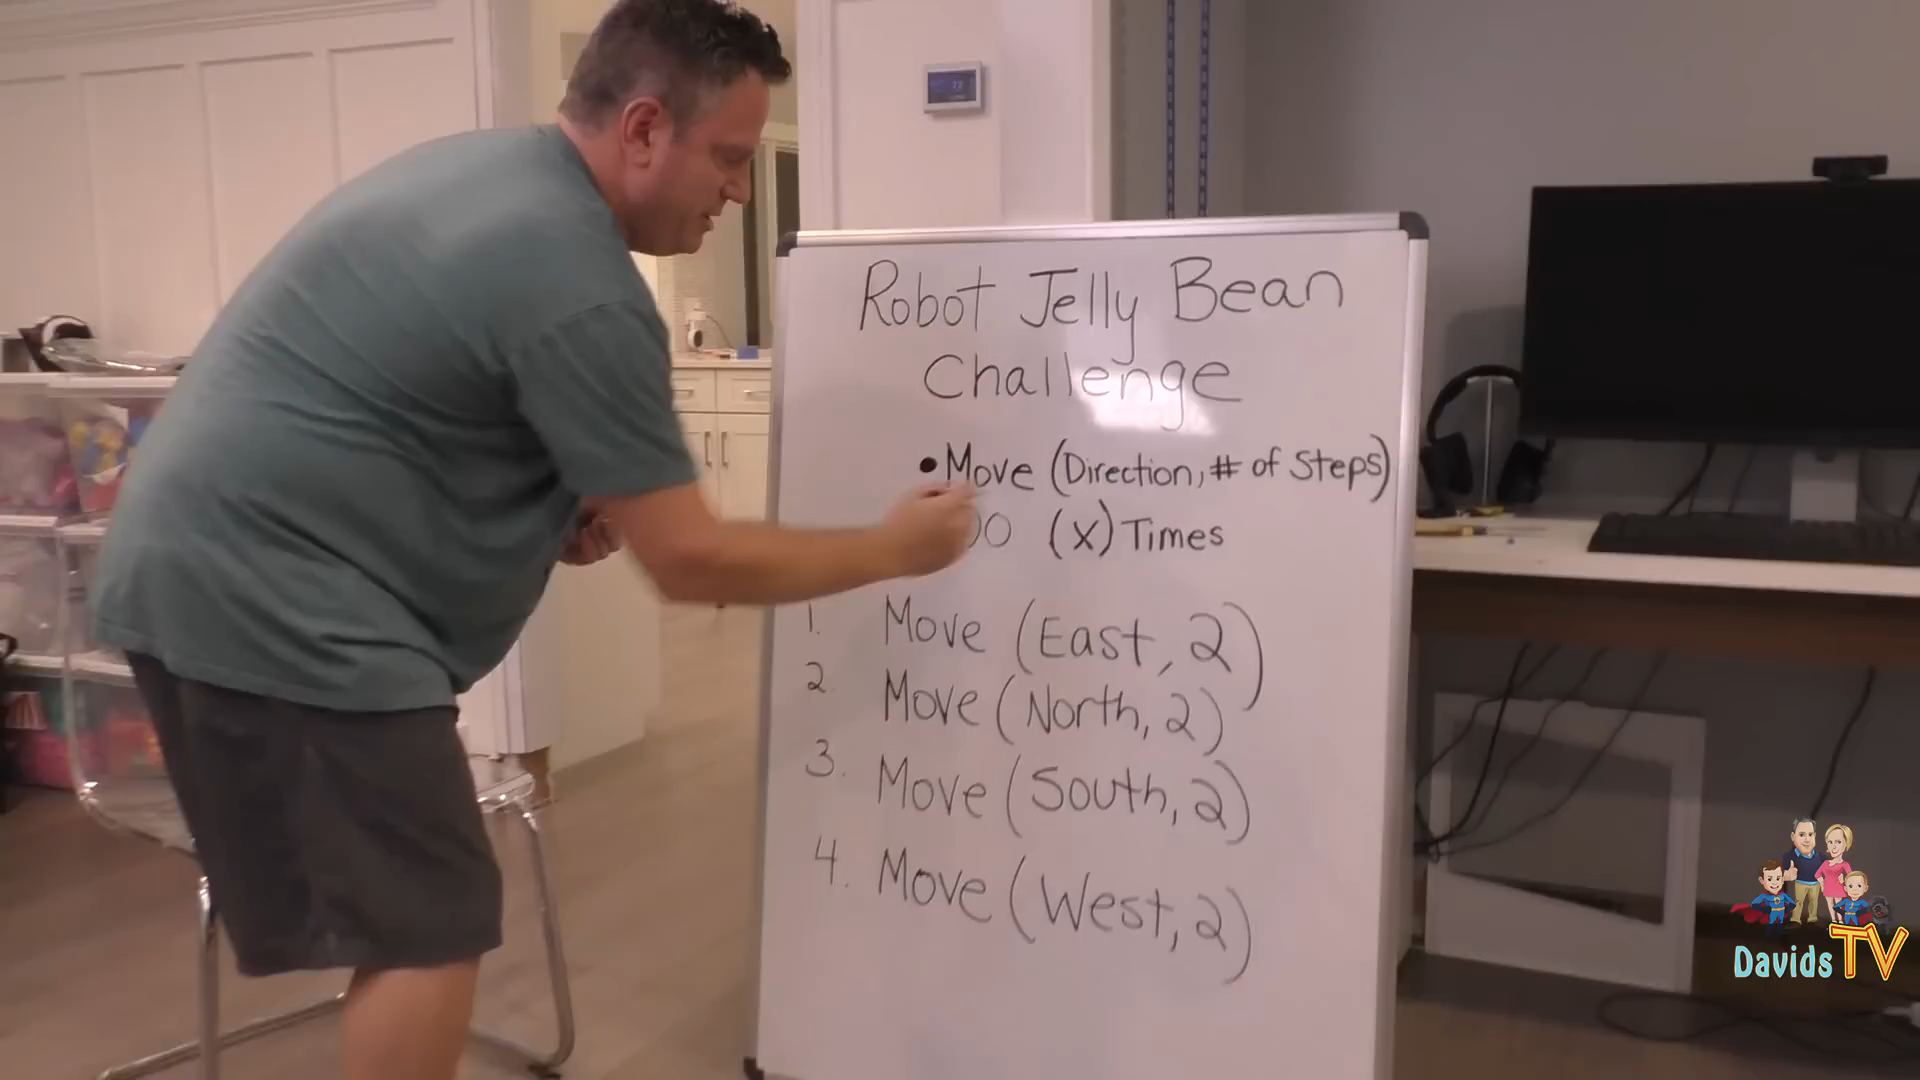 Robot Jelly Bean
Challenge
•Move (Direction, # of Steps)
(x) Times
1. Move (East, 2)
2. Move (North, 2)
3. Move (South, 2)
4. Move (West, 2)
Davids TV